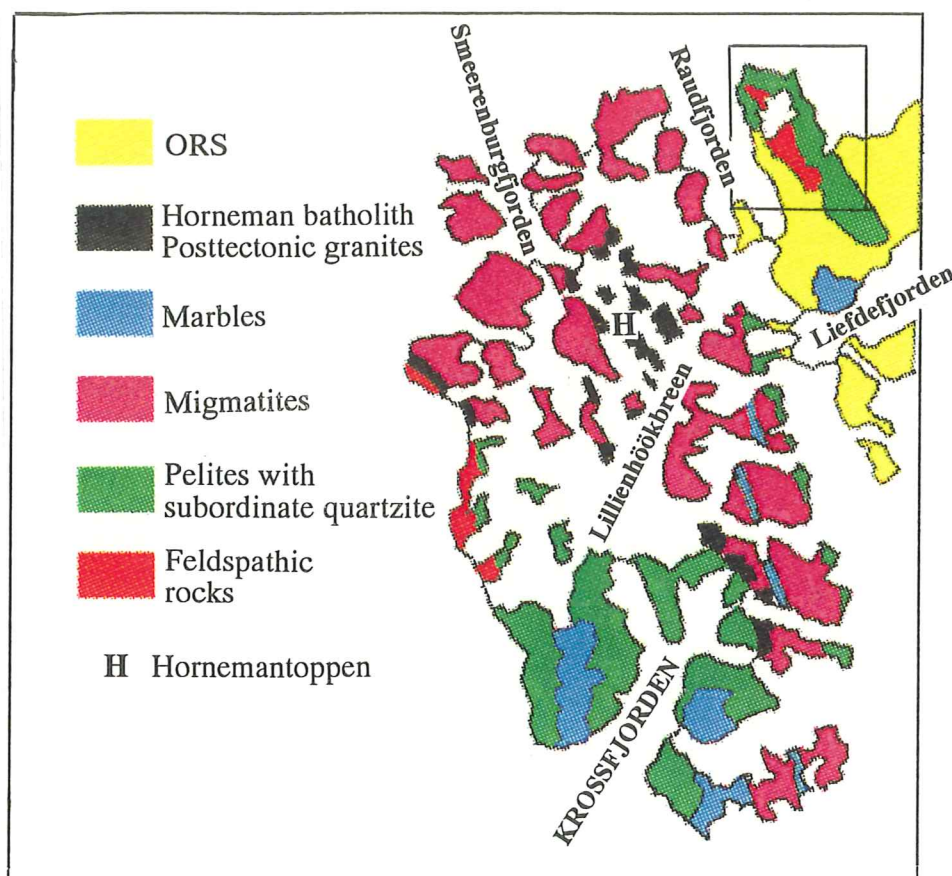 ORS
Horneman batholith
Posttectonic granites
Marbles
Migmatites
Pelites with
subordinate quartzite
Feldspathic
rocks
H Hornemantoppen
Smeerenburgfjorden
Raudfjorden
H
Liefdefjorden
Lillienhöökbreen
KROSSFJORDEN